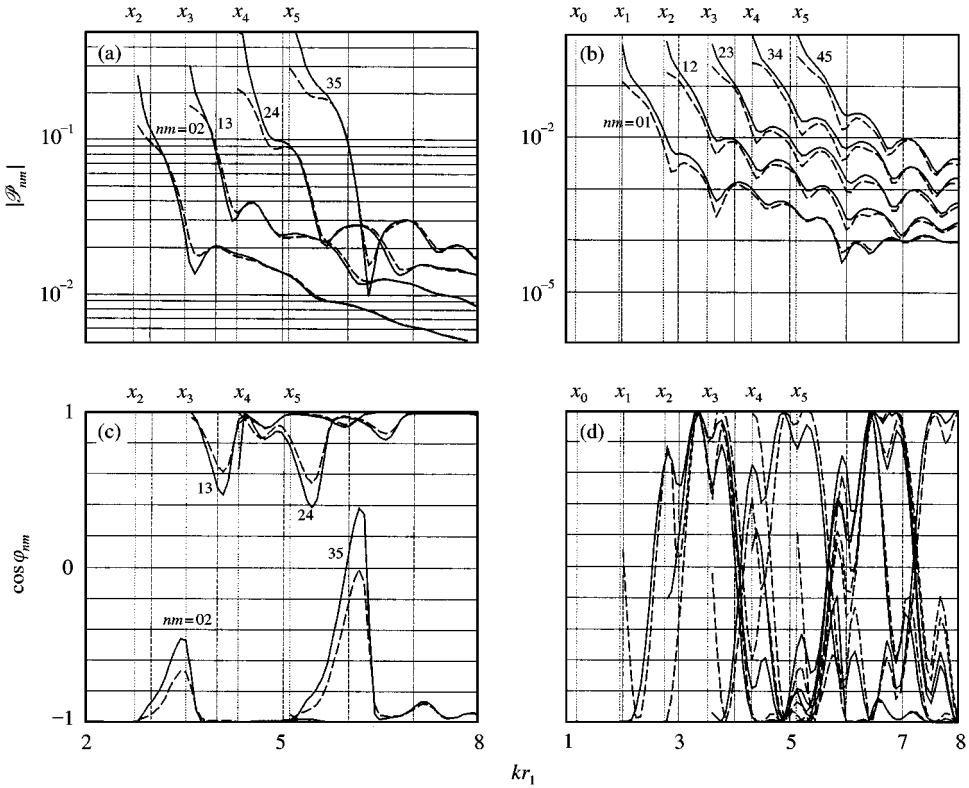 x₂ x₃ x₄ x₅
x₀ x₁ x₂ x₃ x₄ x₅
(a)
(b)
35
24
13
nm=02
12
23
34
45
nm=01
10⁻¹
10⁻²
|𝒫ₙₘ|
10⁻²
10⁻⁵
x₂ x₃ x₄ x₅
x₀ x₁ x₂ x₃ x₄ x₅
(c)
(d)
1
0
−1
cos φₙₘ
13
24
35
nm=02
2 5 8
1 3 5 7 8
kr₁